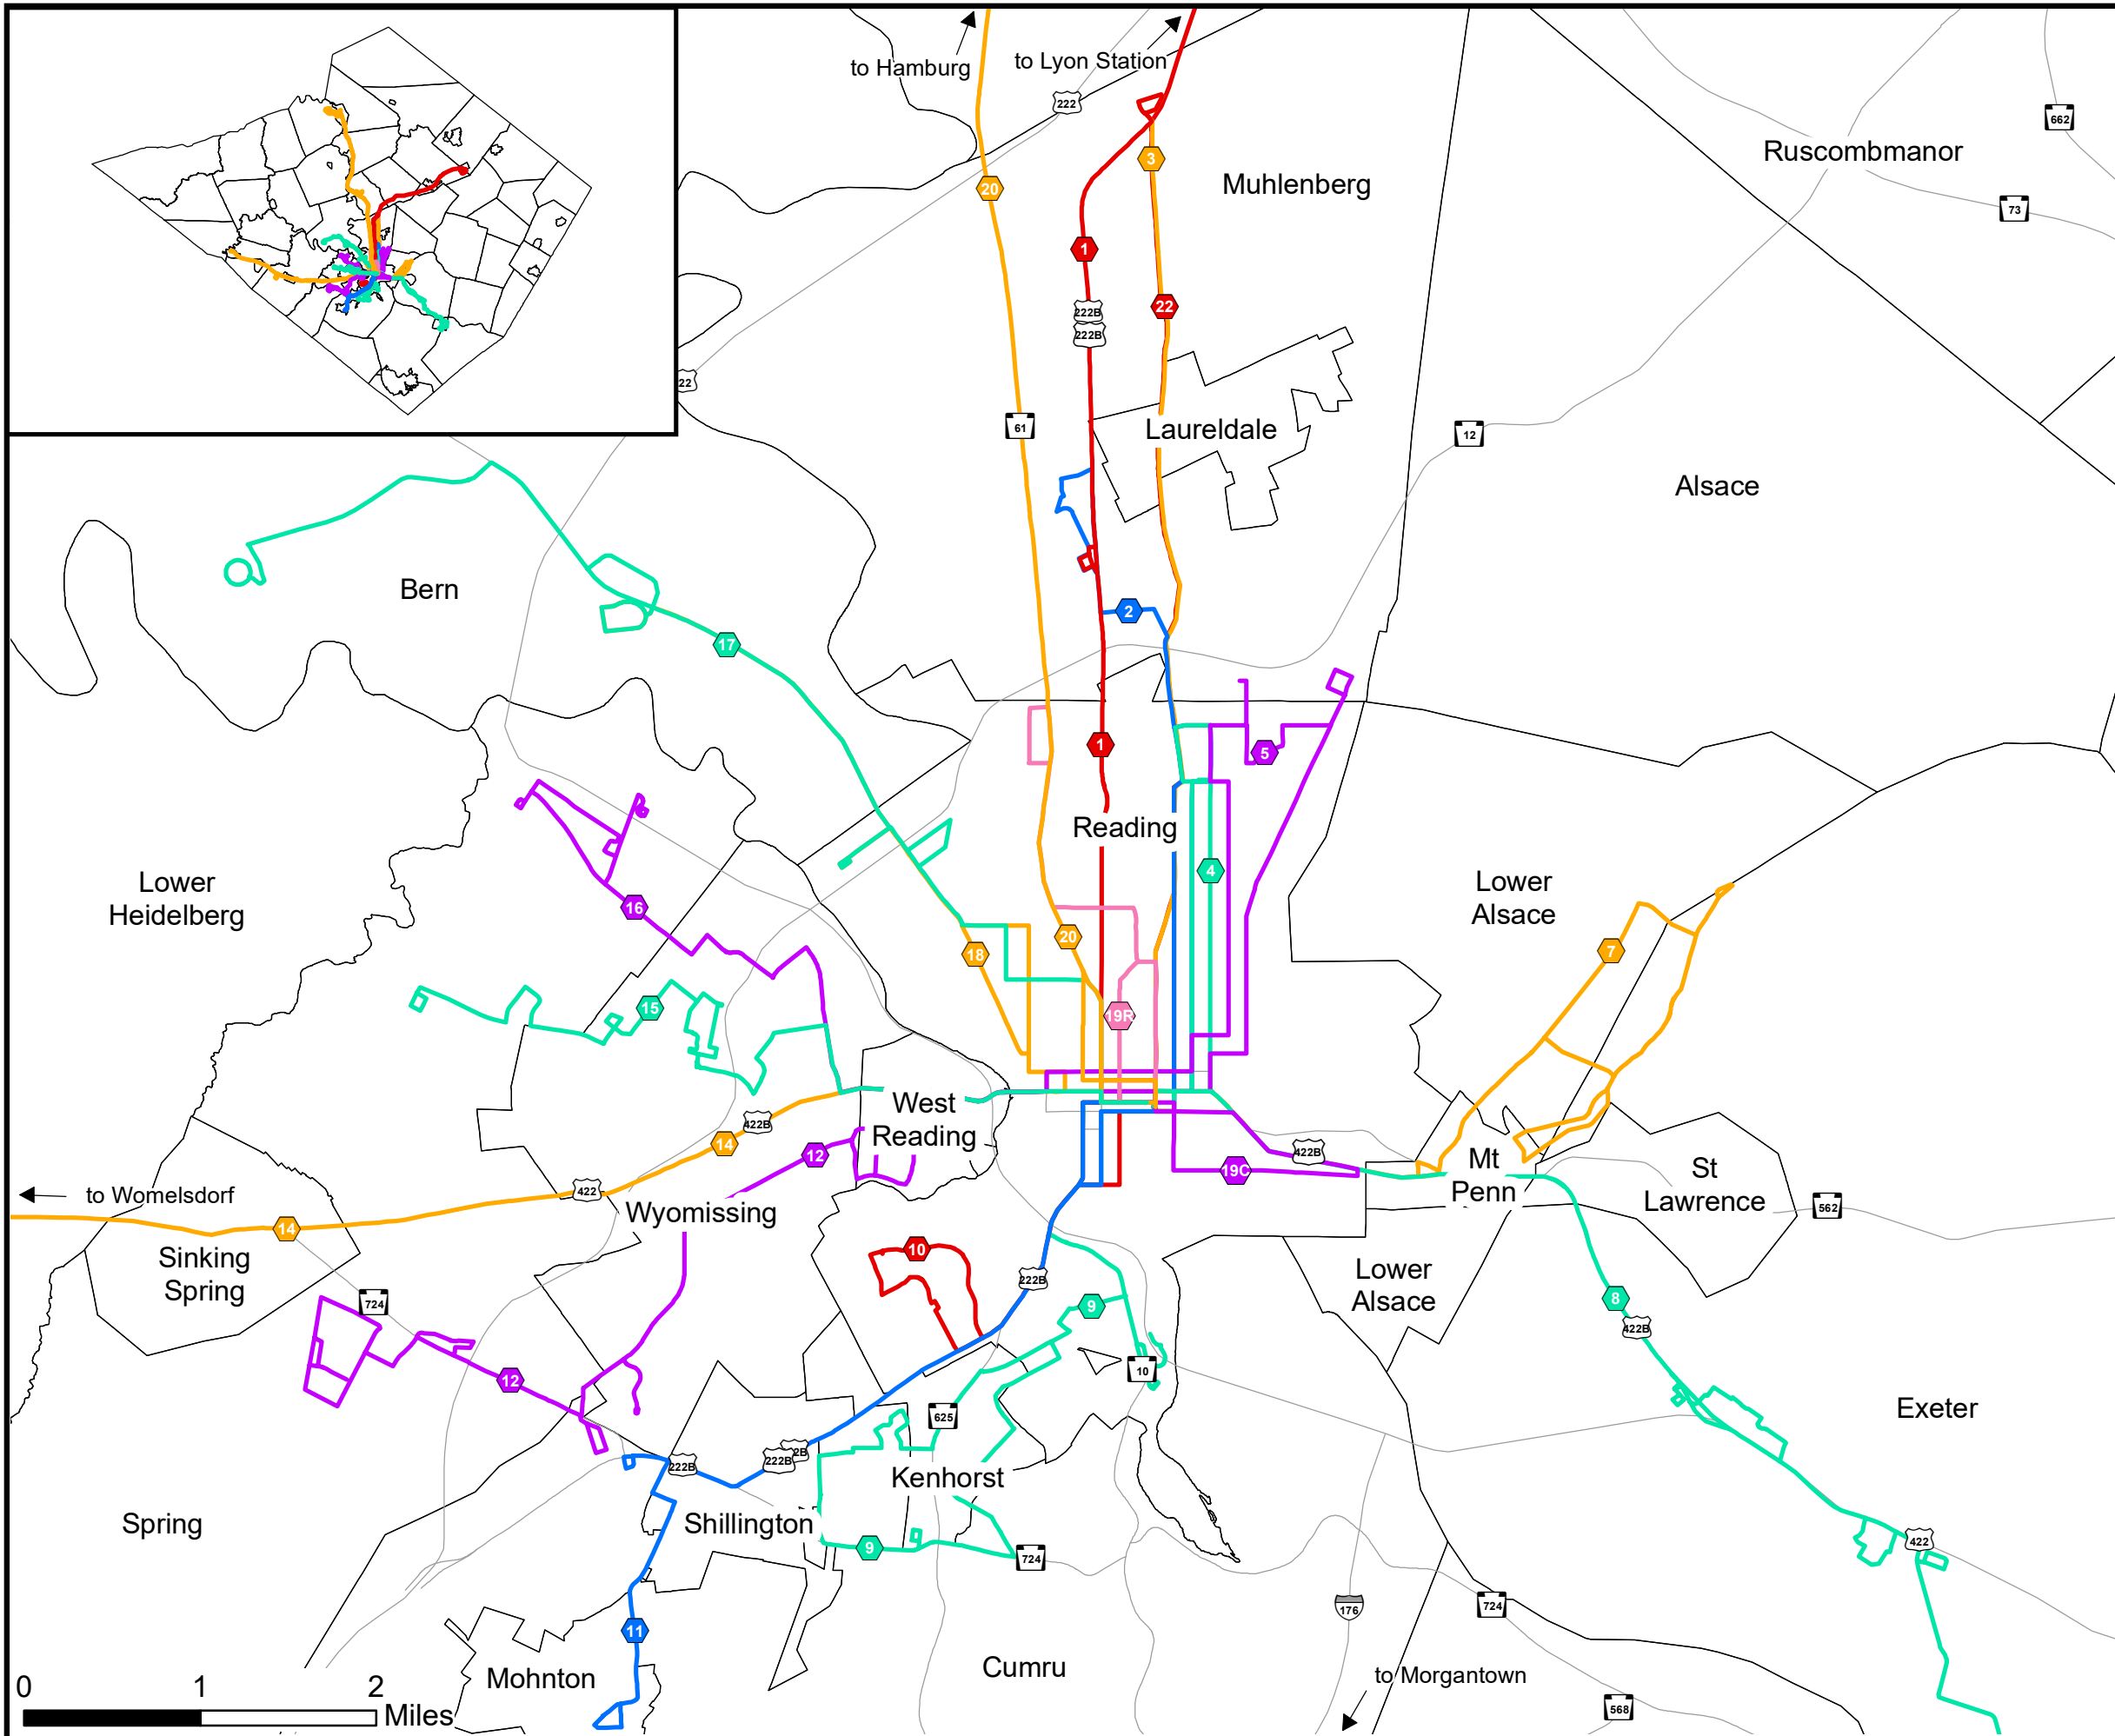 to Hamburg
to Lyon Station
222
662
Ruscombmanor
3
20
Muhlenberg
73
1
22
222B
222B
22
61
Laureldale
12
Alsace
Bern
2
17
1
5
Reading
4
Lower
Heidelberg
Lower
Alsace
16
20
18
7
15
19R
West
Reading
422B
14
12
422B
19C
Mt
Penn
St
Lawrence
to Womelsdorf
422
562
Wyomissing
14
Sinking
Spring
10
222B
Lower
Alsace
724
9
8
422B
10
12
625
Exeter
2B
222B
222B
Kenhorst
Spring
Shillington
9
724
422
176
724
11
Cumru
to Morgantown
Mohnton
568
0 1 2
Miles